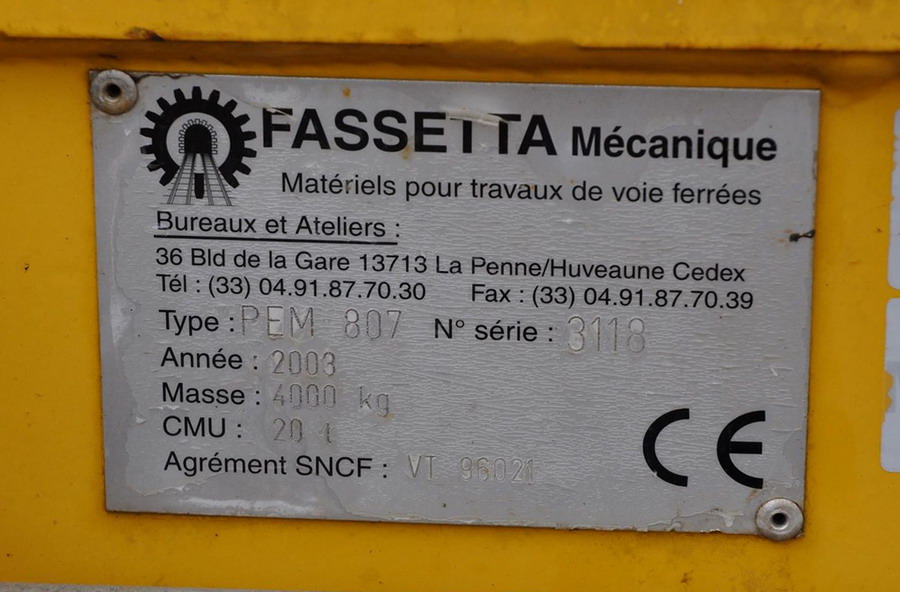 FASSETTA Mécanique
Matériels pour travaux de voie ferrées
Bureaux et Ateliers :
36 Bld de la Gare 13713 La Penne/Huveaune Cedex
Tél : (33) 04.91.87.70.30 Fax : (33) 04.91.87.70.39
Type : PEM 807 N° série : 3118
Année : 2003
Masse : 4000 kg
CMU : 20 t
Agrément SNCF : VT 96021
CE